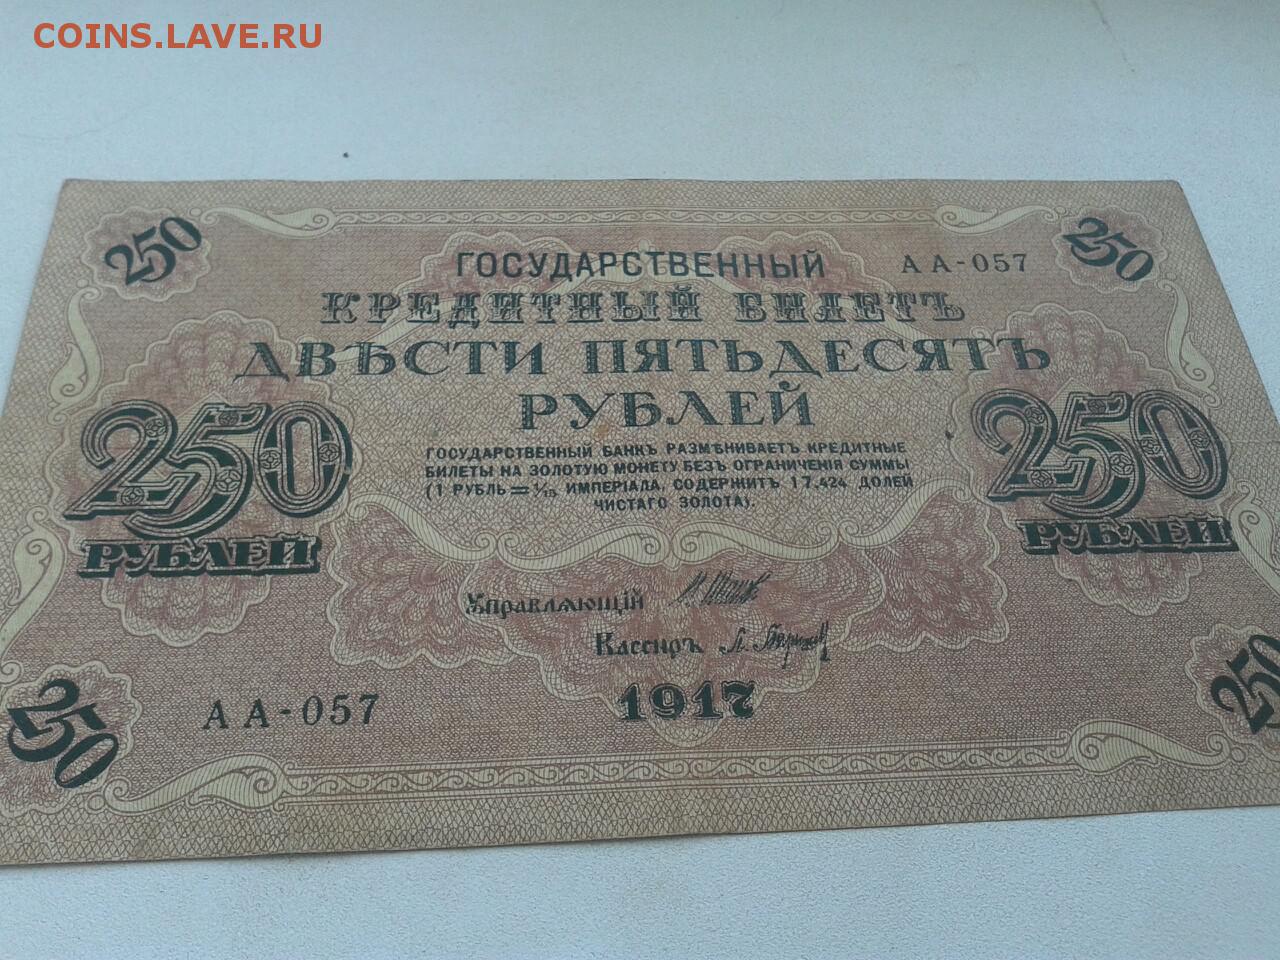 COINS.LAVE.RU
250
250
ГОСУДАРСТВЕННЫЙ
АА-057
КРЕДИТНЫЙ БИЛЕТЪ
ДВѢСТИ ПЯТЬДЕСЯТЪ
РУБЛЕЙ
250
РУБЛЕЙ
250
РУБЛЕЙ
ГОСУДАРСТВЕННЫЙ БАНКЪ РАЗМѢНИВАЕТЪ КРЕДИТНЫЕ
БИЛЕТЫ НА ЗОЛОТУЮ МОНЕТУ БЕЗЪ ОГРАНИЧЕНІЯ СУММЫ
(1 РУБЛЬ = 1/15 ИМПЕРІАЛА, СОДЕРЖИТЪ 17.424 ДОЛЕЙ
ЧИСТАГО ЗОЛОТА).
Управляющій
Кассиръ
АА-057
1917
250
250